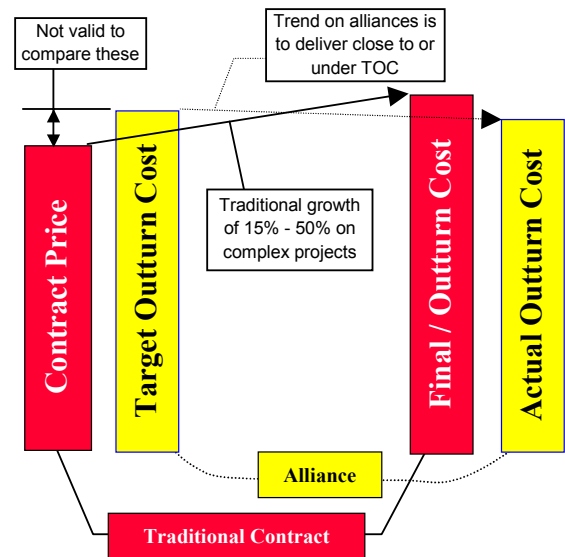 Not valid to
compare these
Trend on alliances is
to deliver close to or
under TOC
Contract Price
Target Outturn Cost
Traditional growth
of 15% - 50% on
complex projects
Final / Outturn Cost
Actual Outturn Cost
Alliance
Traditional Contract